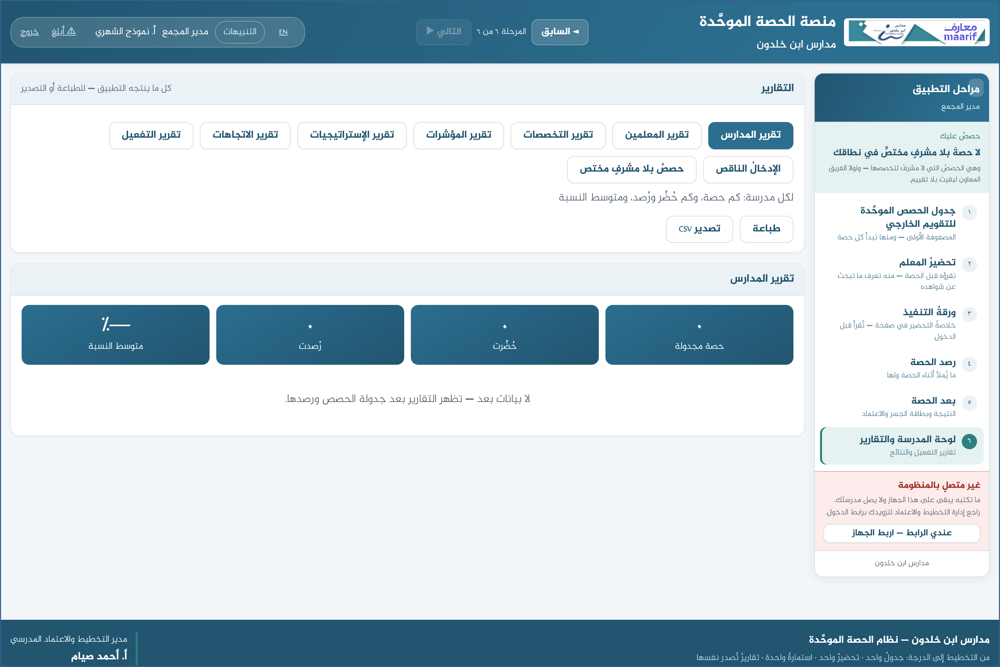 معارف
maarif
مدارس
ابن خلدون
منصة الحصة الموحَّدة
مدارس ابن خلدون
◄ السابق
المرحلة ٦ من ٦
التالي ►
EN
التنبيهات
مدير المجمع
أ. نموذج الشهري
⚠ أبلغ
خروج
مراحل التطبيق
مدير المجمع
حصصٌ عليك
لا حصةَ بلا مشرفٍ مختصٍّ في نطاقك
وهي الحصصُ التي لا مشرفَ لتخصصها — ولولا الفريق
المعاون لبقيت بلا تقييم.
١
جدول الحصص الموحَّدة
للتقويم الخارجي
المصفوفة الأولى — ومنها تبدأ كل حصة
٢
تحضيرُ المعلم
تقرؤه قبل الحصة — منه تعرف ما تبحث
عن شواهده
٣
ورقةُ التنفيذ
خلاصةُ التحضير في صفحة — تُقرأ قبل
الدخول
٤
رصد الحصة
ما يُملأ أثناء الحصة ولها
٥
بعد الحصة
النتيجة وبطاقة الجسر والاعتماد
٦
لوحة المدرسة والتقارير
تقارير التفعيل والنتائج
غير متصلٍ بالمنظومة
ما تكتبه يبقى على هذا الجهاز ولا يصل مدرستَك.
راجع إدارة التخطيط والاعتماد لتزويدك برابط الدخول.
عندي الرابط — اربط الجهاز
مدارس ابن خلدون
التقارير
كل ما ينتجه التطبيق — للطباعة أو التصدير
تقرير المدارس
تقرير المعلمين
تقرير التخصصات
تقرير المؤشرات
تقرير الإستراتيجيات
تقرير الاتجاهات
تقرير التفعيل
الإدخالُ الناقص
حصصٌ بلا مشرفٍ مختص
لكل مدرسة: كم حصة، وكم حُضِّر ورُصد، ومتوسط النسبة
طباعة
تصدير CSV
تقرير المدارس
٠
حصة مجدولة
٠
حُضِّرت
٠
رُصدت
—٪
متوسط النسبة
لا بيانات بعد — تظهر التقارير بعد جدولة الحصص ورصدها.
مدارس ابن خلدون — نظام الحصة الموحَّدة
من التخطيط إلى الدرجة: جدولٌ واحد · تحضيرٌ واحد · استمارةٌ واحدة · تقاريرُ تُصدر نفسها
مدير التخطيط والاعتماد المدرسي
أ. أحمد صيام